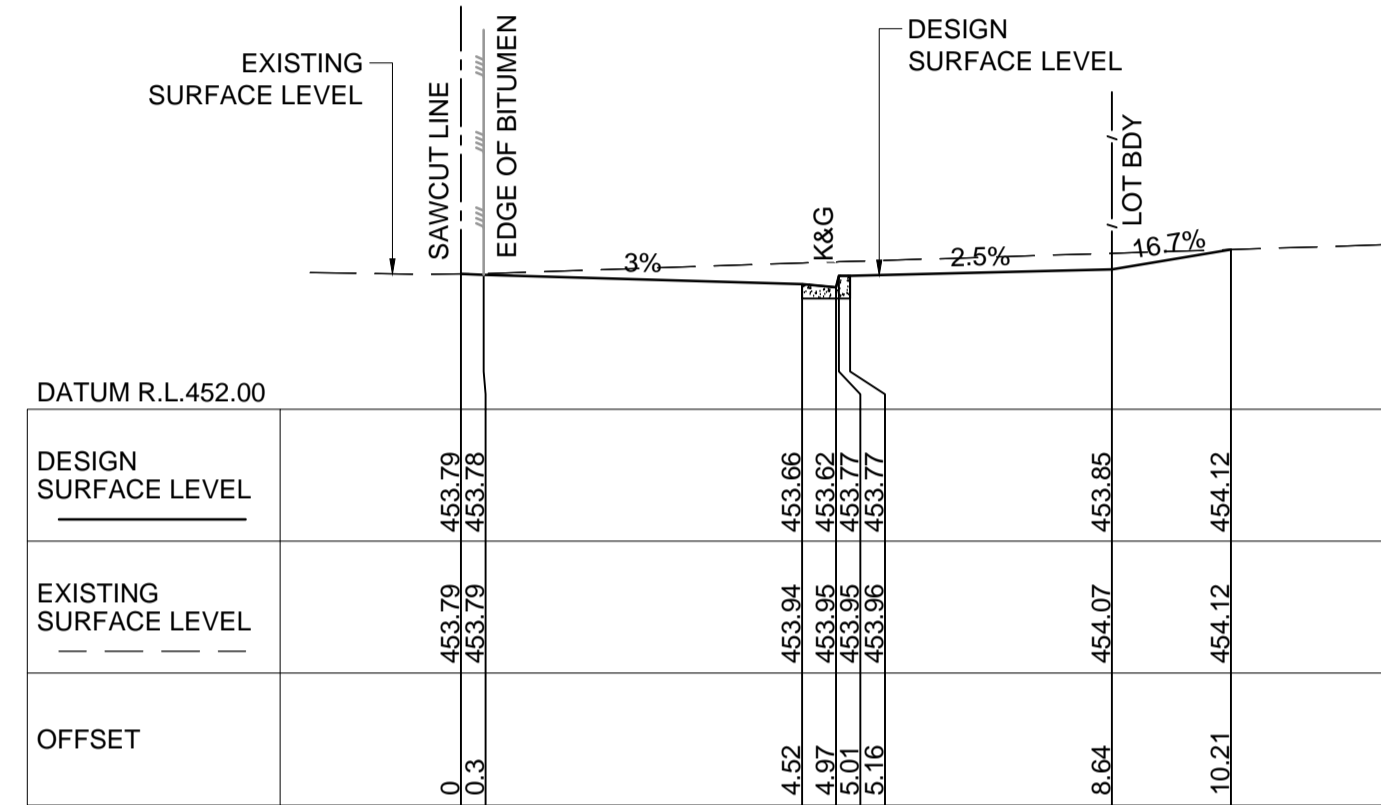 EXISTING
SURFACE LEVEL
SAWCUT LINE
EDGE OF BITUMEN
DESIGN
SURFACE LEVEL
K&G
LOT BDY
3%
2.5%
16.7%
DATUM R.L.452.00
DESIGN
SURFACE LEVEL
453.79
453.78
453.66
453.62
453.77
453.77
453.85
454.12
EXISTING
SURFACE LEVEL
453.79
453.79
453.94
453.95
453.95
453.96
454.07
454.12
OFFSET
0
0.3
4.52
4.97
5.01
5.16
8.64
10.21